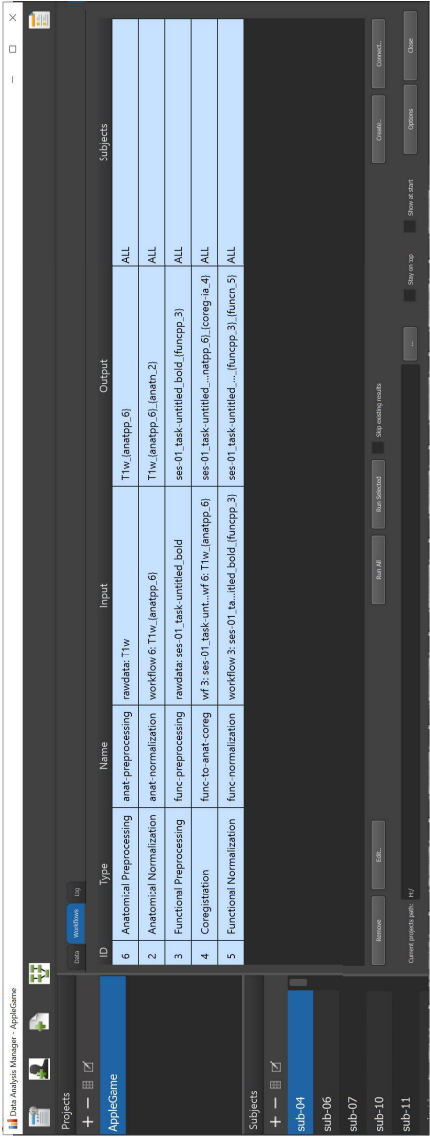 Data Analysis Manager - AppleGame
Projects
AppleGame
Subjects
sub-04
sub-06
sub-07
sub-10
sub-11
Data Workflows Log
ID Type Name Input Output Subjects
6 Anatomical Preprocessing anat-preprocessing rawdata: T1w T1w_{anatpp_6} ALL
2 Anatomical Normalization anat-normalization workflow 6: T1w_{anatpp_6} T1w_{anatpp_6}_{anatn_2} ALL
3 Functional Preprocessing func-preprocessing rawdata: ses-01_task-untitled_bold ses-01_task-untitled_bold_{funcpp_3} ALL
4 Coregistation func-to-anat-coreg wf 3: ses-01_task-unt...wf 6: T1w_{anatpp_6} ses-01_task-untitled_...natpp_6}_{coreg-ia_4} ALL
5 Functional Normalization func-normalization workflow 3: ses-01_ta...itled_bold_{funcpp_3} ses-01_task-untitled_..._{funcpp_3}_{funcn_5} ALL
Remove Edit... Run All Run Selected Skip existing results Create... Connect...
Current projects path: H:/ ... Stay on top Show at start Options Close